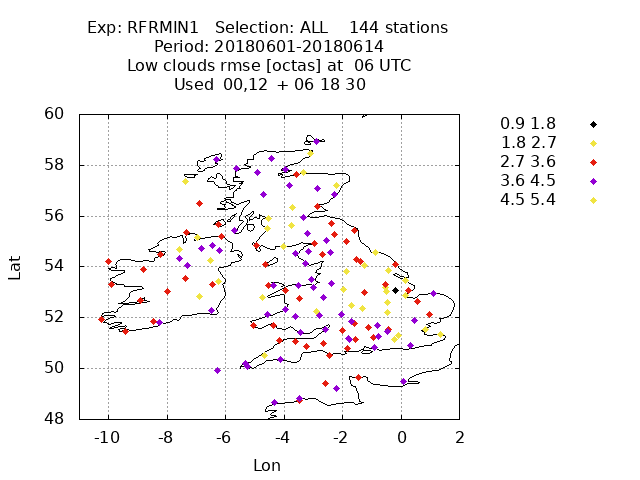 Exp: RFRMIN1   Selection: ALL    144 stations
Period: 20180601-20180614
Low clouds rmse [octas] at  06 UTC
Used  00,12  + 06 18 30
60
58
56
54
52
50
48
Lat
-10 -8 -6 -4 -2 0 2
Lon
0.9 1.8
1.8 2.7
2.7 3.6
3.6 4.5
4.5 5.4